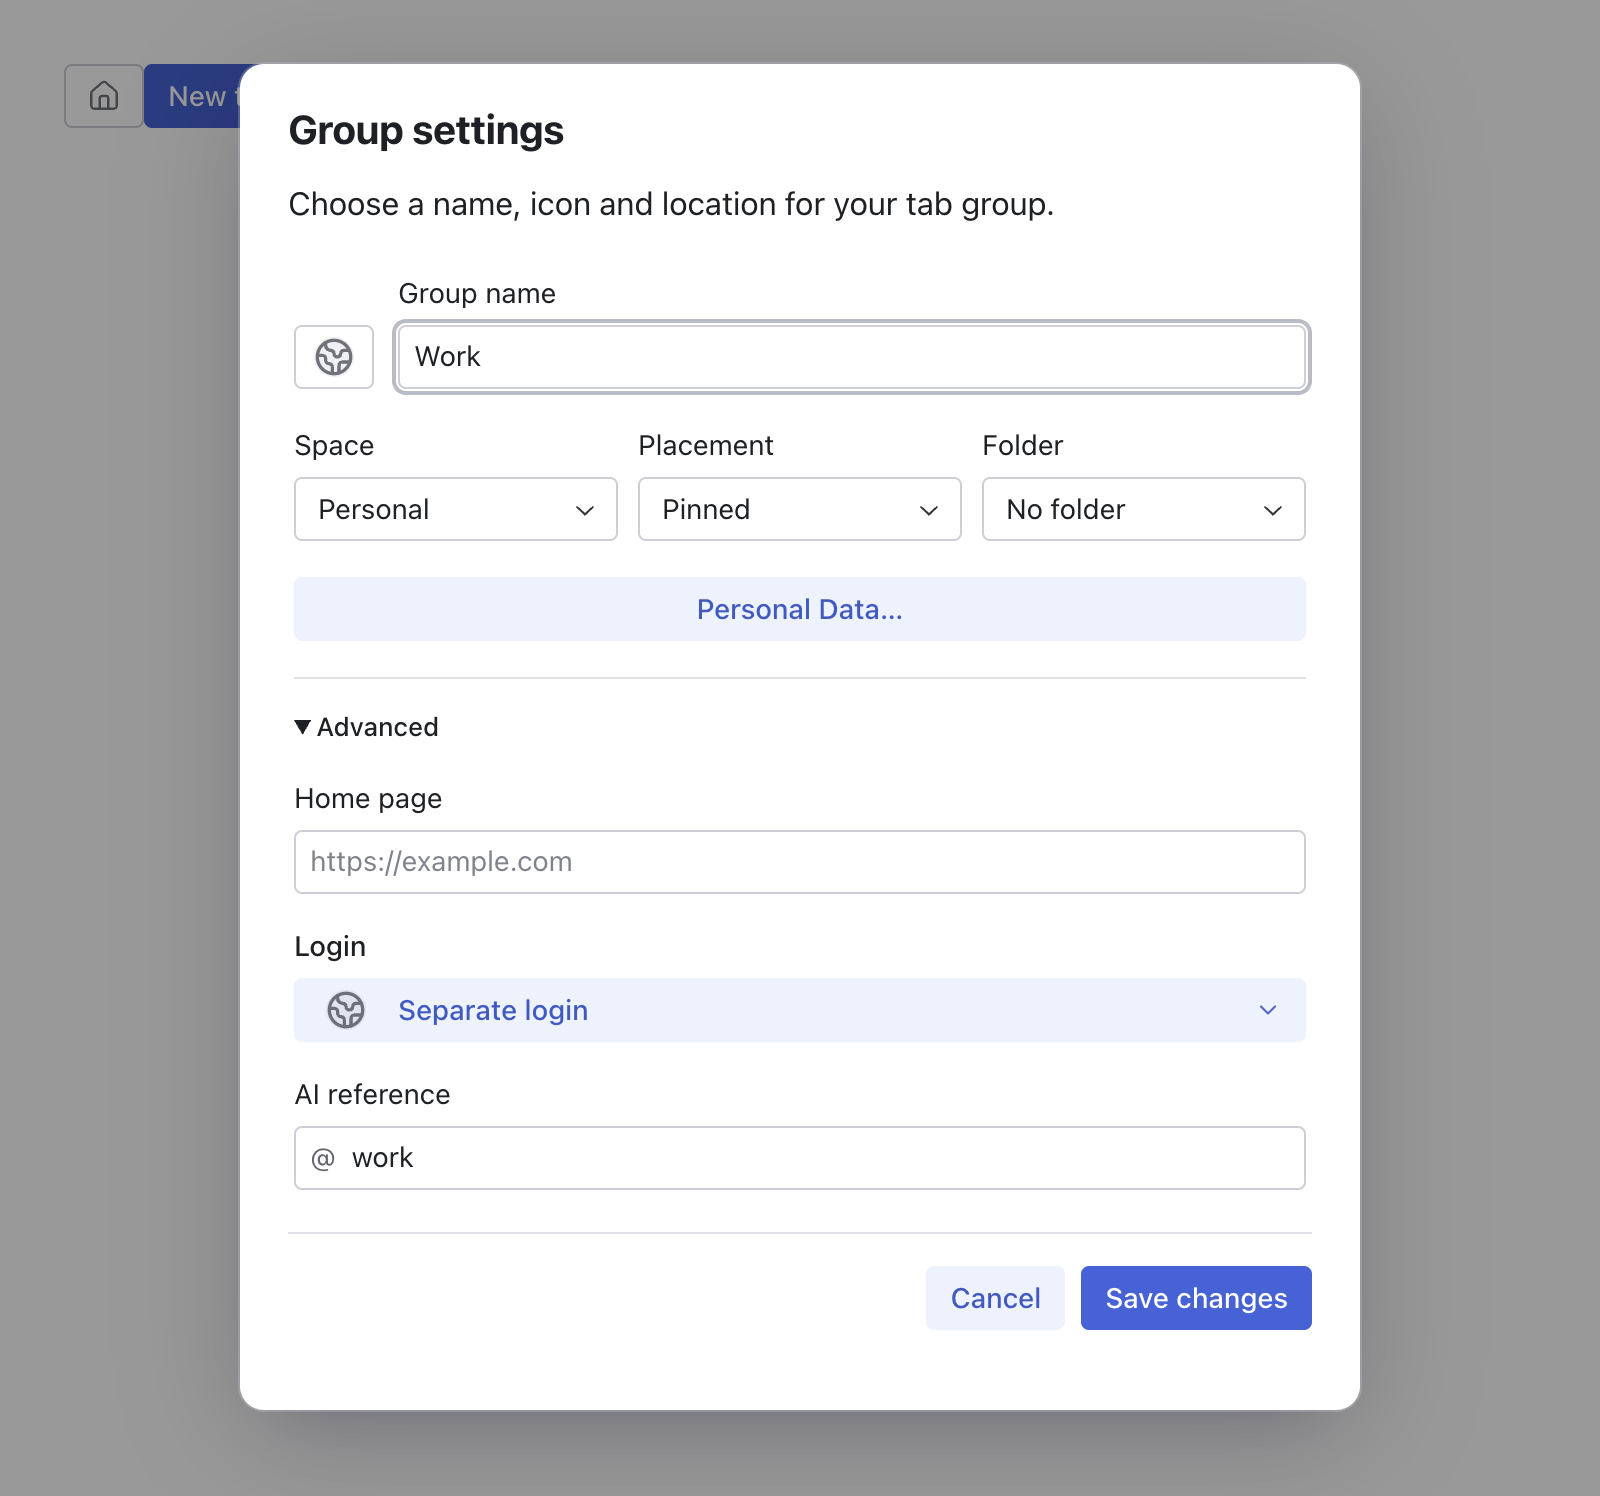 New
Group settings
Choose a name, icon and location for your tab group.
Group name
Work
Space
Placement
Folder
Personal
Pinned
No folder
Personal Data...
Advanced
Home page
https://example.com
Login
Separate login
AI reference
@ work
Cancel
Save changes